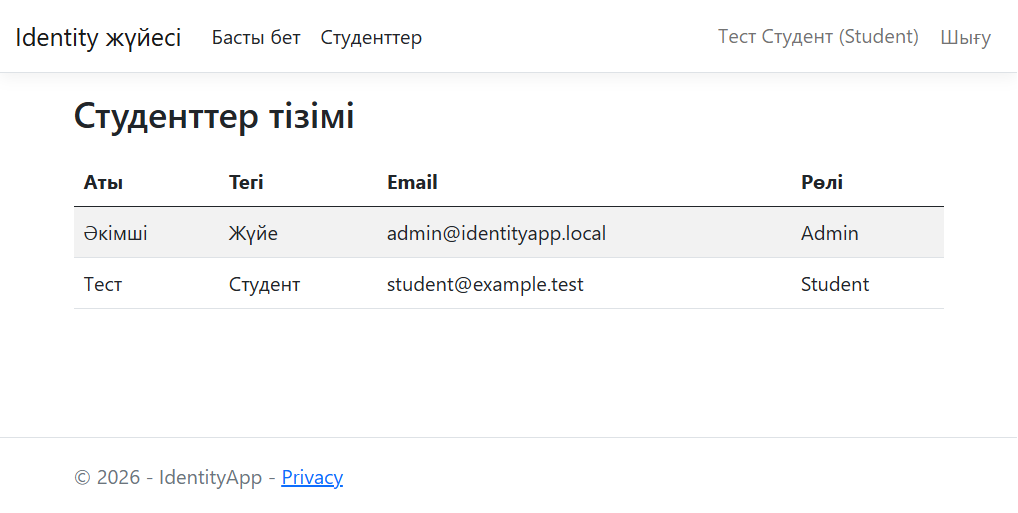 Identity жүйесі Басты бет Студенттер Тест Студент (Student) Шығу
Студенттер тізімі
Аты Тегі Email Рөлі
Әкімші Жүйе admin@identityapp.local Admin
Тест Студент student@example.test Student
© 2026 - IdentityApp - Privacy